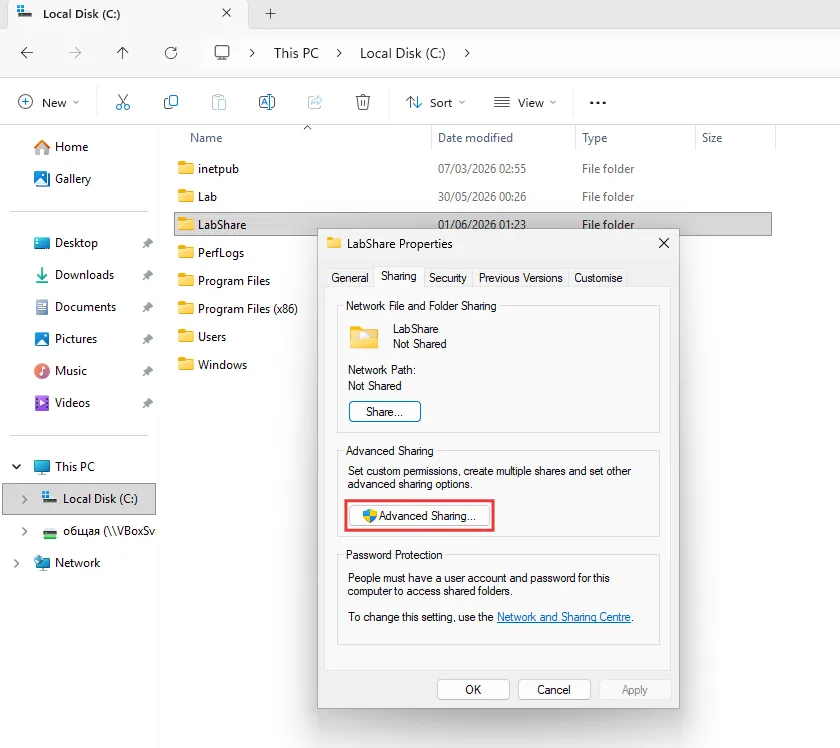 Local Disk (C:)
This PC
Local Disk (C:)
New
Sort
View
Home
Gallery
Desktop
Downloads
Documents
Pictures
Music
Videos
This PC
Local Disk (C:)
общая (\\VBoxSv
Network
Name Date modified Type Size
inetpub 07/03/2026 02:55 File folder
Lab 30/05/2026 00:26 File folder
LabShare 01/06/2026 01:23 File folder
PerfLogs
Program Files
Program Files (x86)
Users
Windows
LabShare Properties
General Sharing Security Previous Versions Customise
Network File and Folder Sharing
LabShare
Not Shared
Network Path:
Not Shared
Share...
Advanced Sharing
Set custom permissions, create multiple shares and set other
advanced sharing options.
Advanced Sharing...
Password Protection
People must have a user account and password for this
computer to access shared folders.
To change this setting, use the Network and Sharing Centre.
OK Cancel Apply